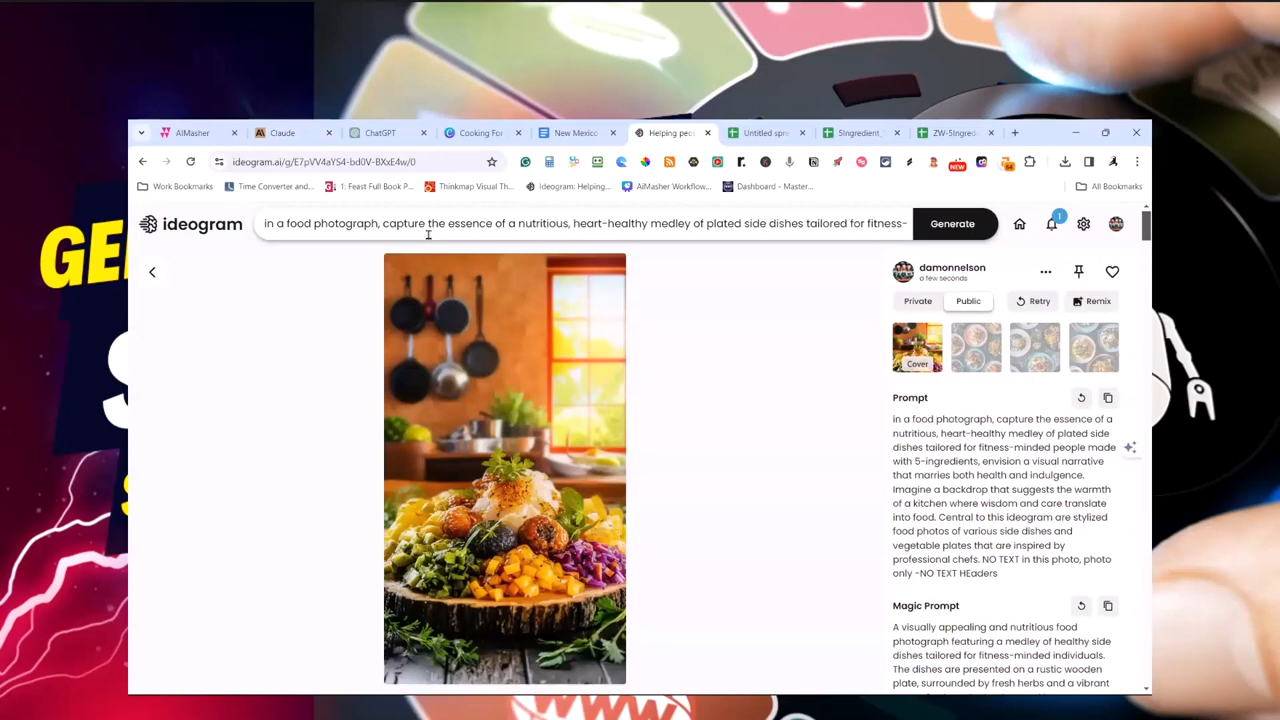 GE
S
S
AIMasher
Claude
ChatGPT
Cooking For
New Mexico
Helping peo
Untitled spre
5Ingredient_
ZW-5Ingredi
ideogram.ai/g/E7pVV4aYS4-bd0V-BXxE4w/0
NEW
64
Work Bookmarks
Time Converter and...
1: Feast Full Book P...
Thinkmap Visual Th...
Ideogram: Helping...
AiMasher Workflow...
Dashboard - Master...
All Bookmarks
ideogram
in a food photograph, capture the essence of a nutritious, heart-healthy medley of plated side dishes tailored for fitness-
Generate
1
damonnelson
a few seconds
Private
Public
Retry
Remix
Cover
Prompt
in a food photograph, capture the essence of a
nutritious, heart-healthy medley of plated side
dishes tailored for fitness-minded people made
with 5-ingredients, envision a visual narrative
that marries both health and indulgence.
Imagine a backdrop that suggests the warmth
of a kitchen where wisdom and care translate
into food. Central to this ideogram are stylized
food photos of various side dishes and
vegetable plates that are inspired by
professional chefs. NO TEXT in this photo, photo
only -NO TEXT HEaders
Magic Prompt
A visually appealing and nutritious food
photograph featuring a medley of healthy side
dishes tailored for fitness-minded individuals.
The dishes are presented on a rustic wooden
plate, surrounded by fresh herbs and a vibrant
WWW